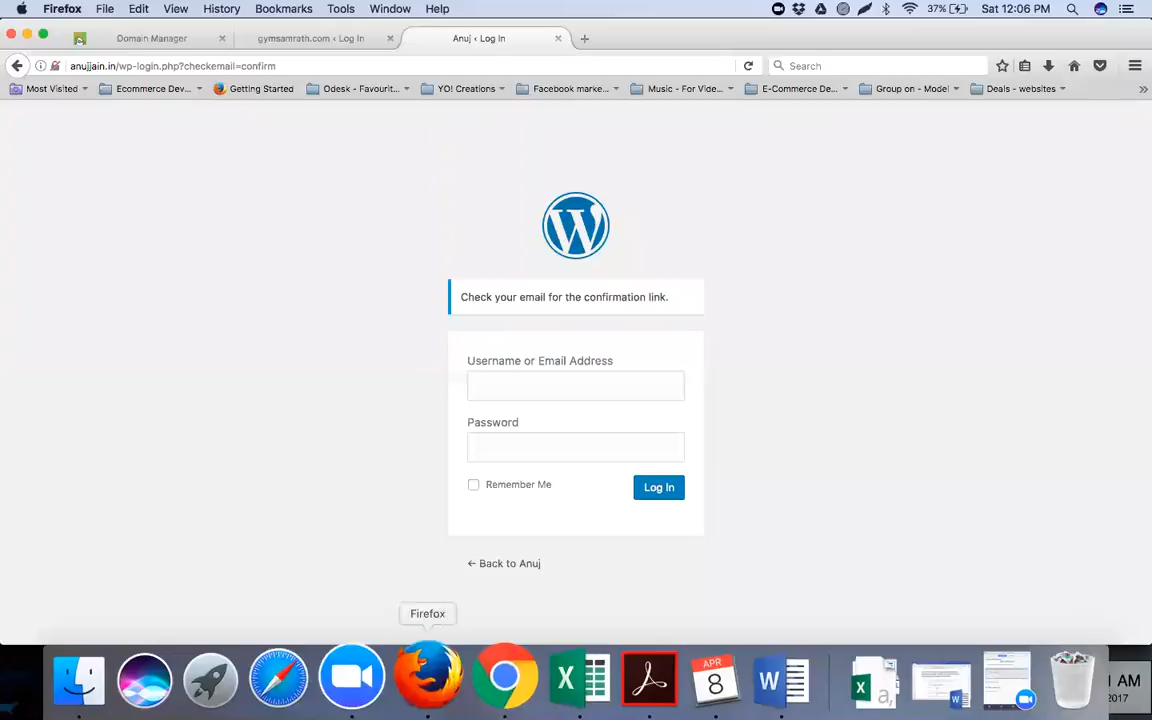 Firefox File Edit View History Bookmarks Tools Window Help 37% Sat 12:06 PM
Domain Manager gymsamrath.com ‹ Log In Anuj ‹ Log In
anujjain.in/wp-login.php?checkemail=confirm Search
Most Visited Ecommerce Dev... Getting Started Odesk - Favourit... YO! Creations Facebook marke... Music - For Vide... E-Commerce De... Group on - Model Deals - websites
Check your email for the confirmation link.
Username or Email Address
Password
Remember Me Log In
← Back to Anuj
Firefox
APR
8
AM
2017